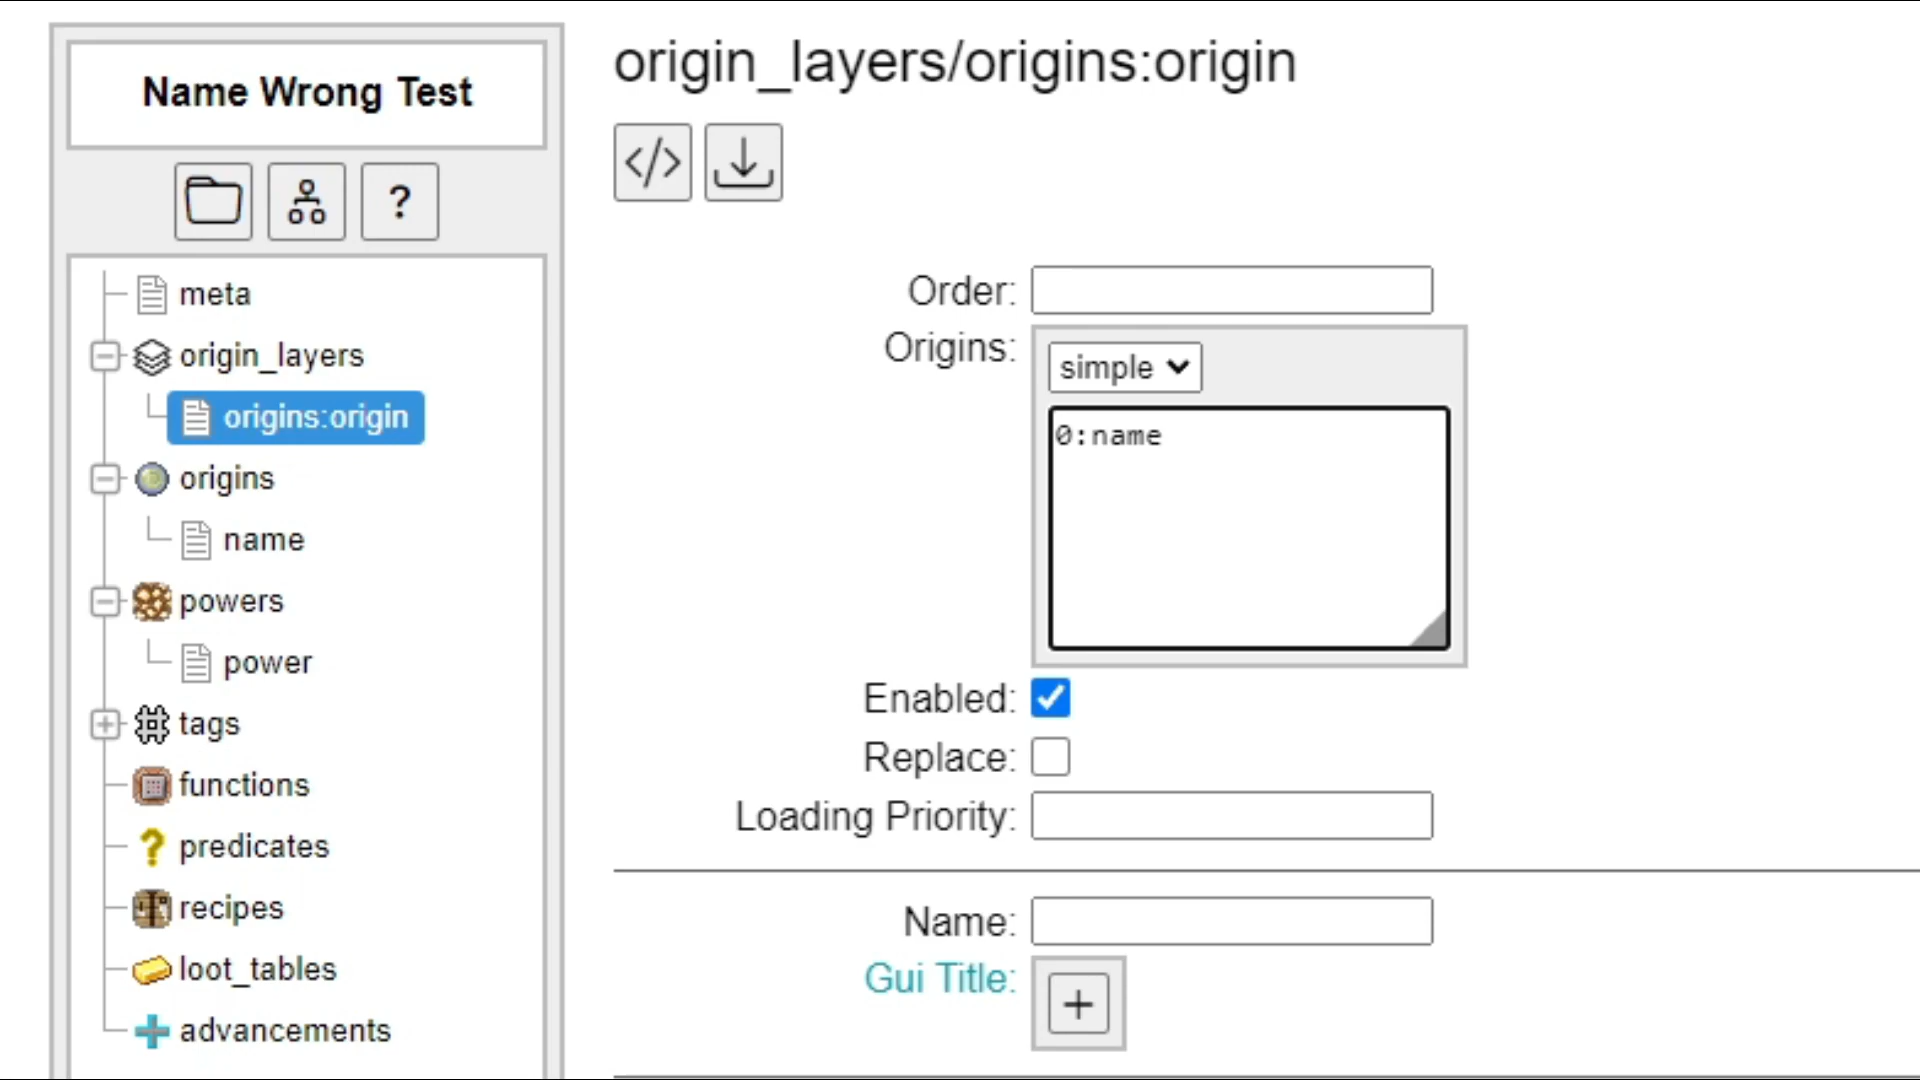 Name Wrong Test
?
meta
origin_layers
origins:origin
origins
name
powers
power
tags
functions
predicates
recipes
loot_tables
advancements
origin_layers/origins:origin
</>
Order:
Origins:
simple
0:name
Enabled:
Replace:
Loading Priority:
Name:
Gui Title:
+